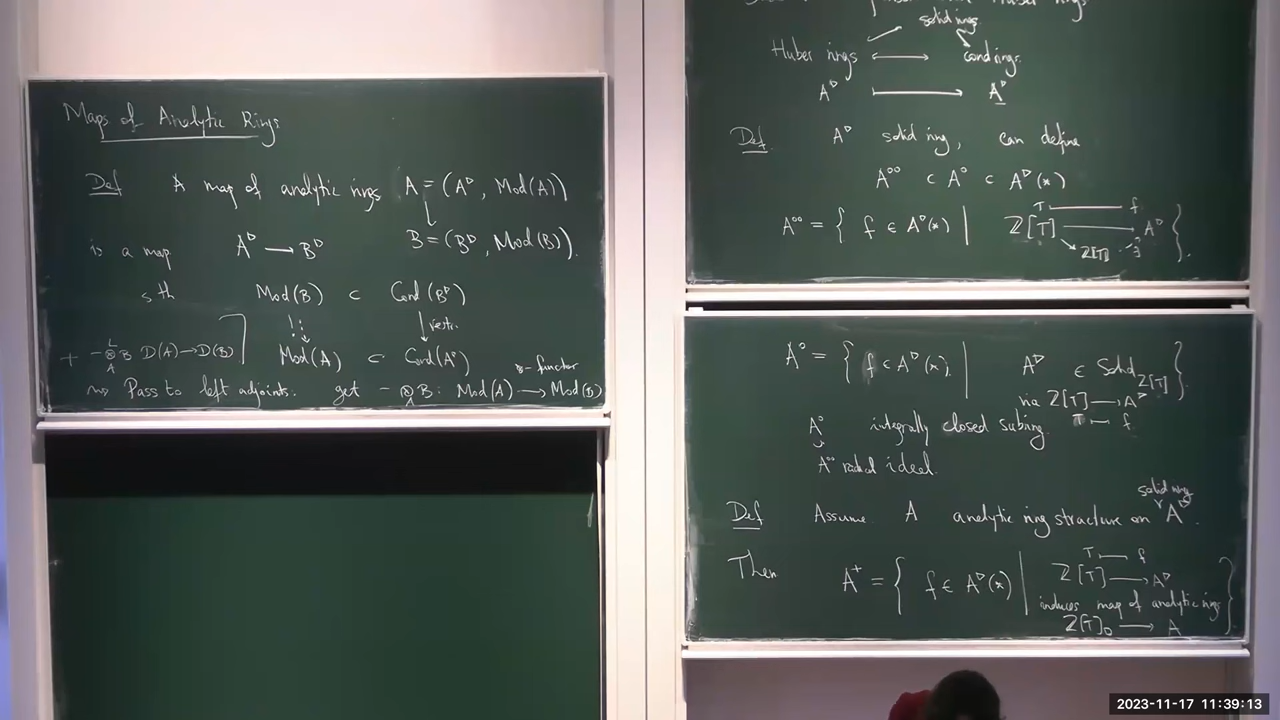 Maps of Analytic Rings
Def A map of analytic rings A = (A▷, Mod(A))
↓
B = (B▷, Mod(B)).
is a map A▷ → B▷
s.th Mod(B) ⊂ Cond(B▷)
↓ restr.
+ - ⊗ᴸ_A B D(A) → D(B) Mod(A) ⊂ Cond(A▷)
⊗-functor
⇝ Pass to left adjoints. get - ⊗_A B: Mod(A) → Mod(B)
Huber rings
solid rings
Huber rings ⟷ cond rings.
A▷ ⟼ A▷
Def A▷ solid ring, can define
A°° ⊂ A° ⊂ A▷(*)
A°° = { f ∈ A▷(*) | T ⟼ f
Z[T] → A▷
Z[[T]] ∃ }.
A° = { f ∈ A▷(*), | A▷ ∈ Solid_Z[T]
via Z[T] → A▷
T ⟼ f }.
A° integrally closed subring.
∪
A°° radical ideal.
solid ring
Def Assume A analytic ring structure on A▷.
Then A⁺ = { f ∈ A▷(*) | T ⟼ f
Z[T] → A▷
induces map of analytic rings
Z[T]□ → A }
2023-11-17 11:39:13